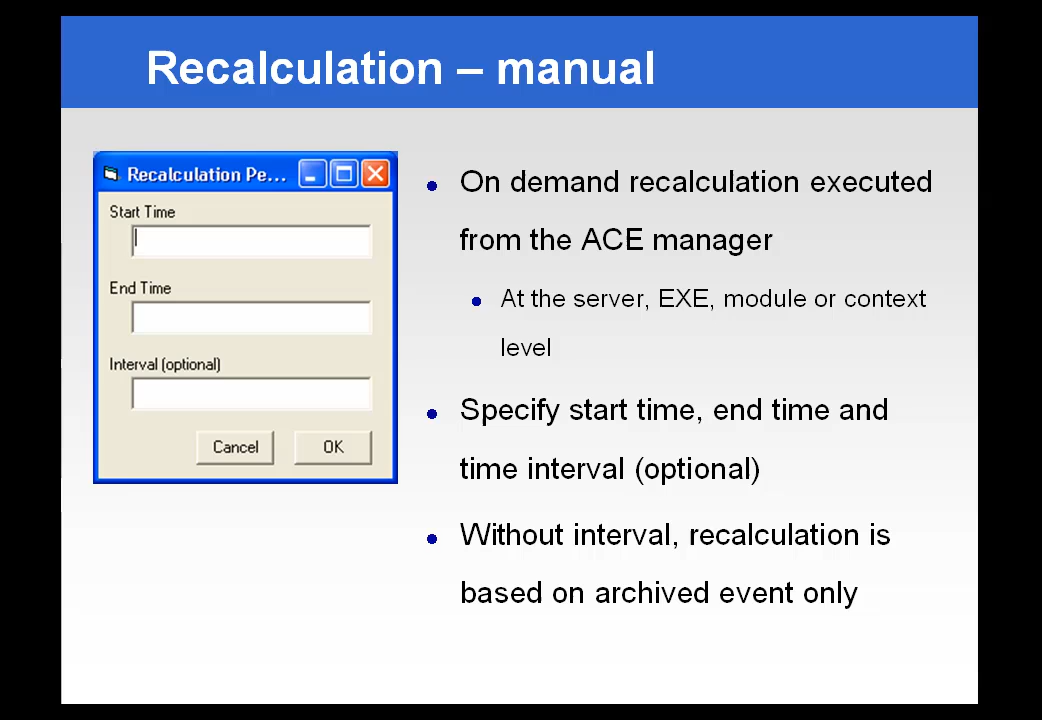 Recalculation – manual
Recalculation Pe...
Start Time
End Time
Interval (optional)
Cancel
OK
On demand recalculation executed
from the ACE manager
At the server, EXE, module or context
level
Specify start time, end time and
time interval (optional)
Without interval, recalculation is
based on archived event only